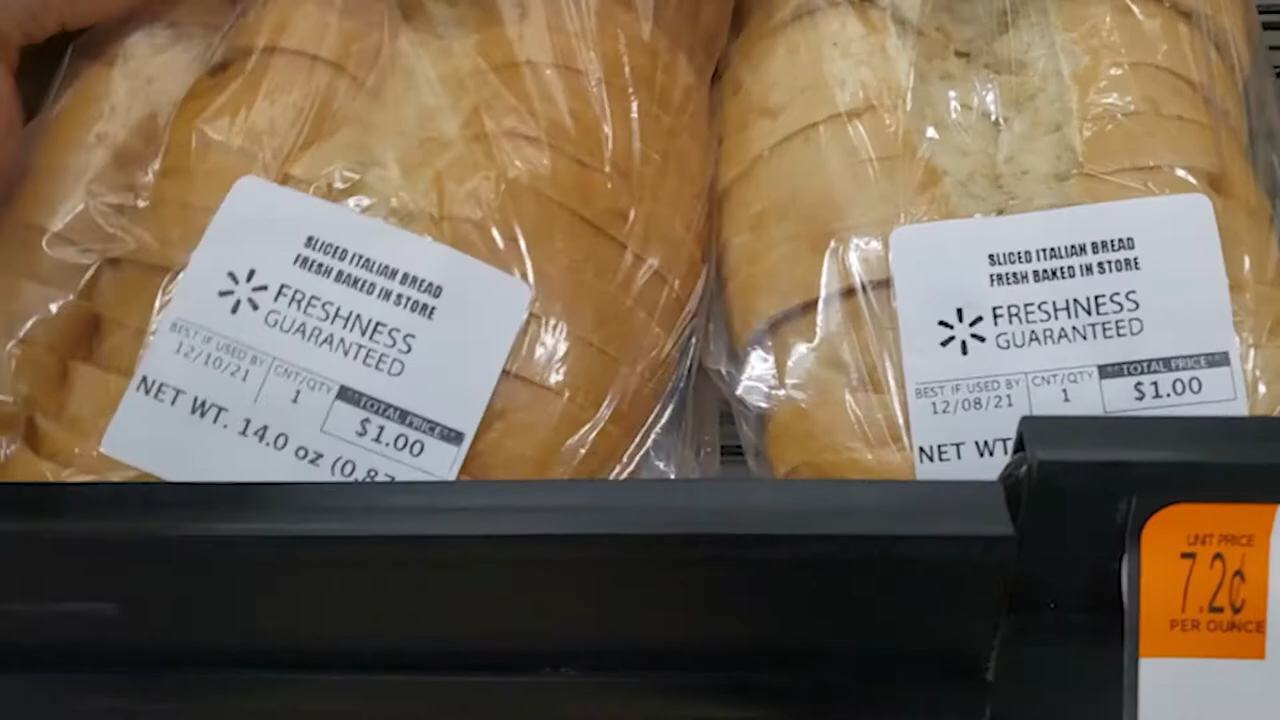 SLICED ITALIAN BREAD
FRESH BAKED IN STORE
FRESHNESS
GUARANTEED
BEST IF USED BY
12/10/21
CNT/QTY
1
**TOTAL PRICE**
$1.00
NET WT. 14.0 oz (0.87
SLICED ITALIAN BREAD
FRESH BAKED IN STORE
FRESHNESS
GUARANTEED
BEST IF USED BY
12/08/21
CNT/QTY
1
**TOTAL PRICE**
$1.00
NET WT
UNIT PRICE
7.2¢
PER OUNCE